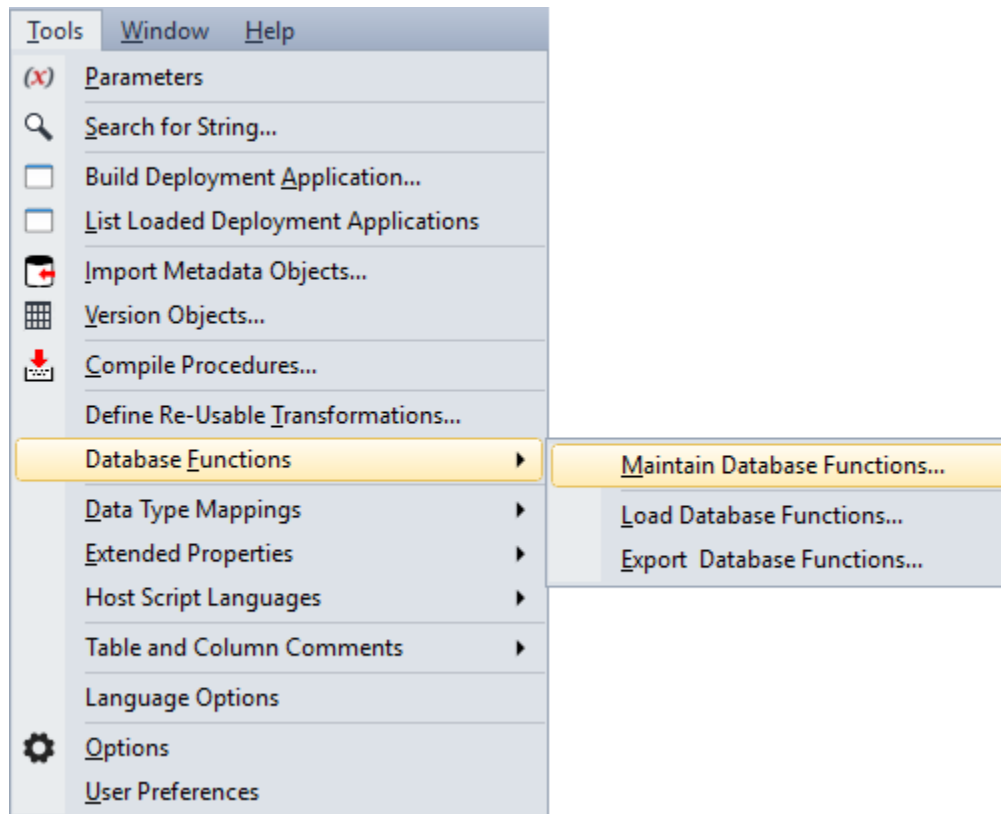 Tools Window Help
(x) Parameters
Search for String...
Build Deployment Application...
List Loaded Deployment Applications
Import Metadata Objects...
Version Objects...
Compile Procedures...
Define Re-Usable Transformations...
Database Functions
Maintain Database Functions...
Load Database Functions...
Export  Database Functions...
Data Type Mappings
Extended Properties
Host Script Languages
Table and Column Comments
Language Options
Options
User Preferences